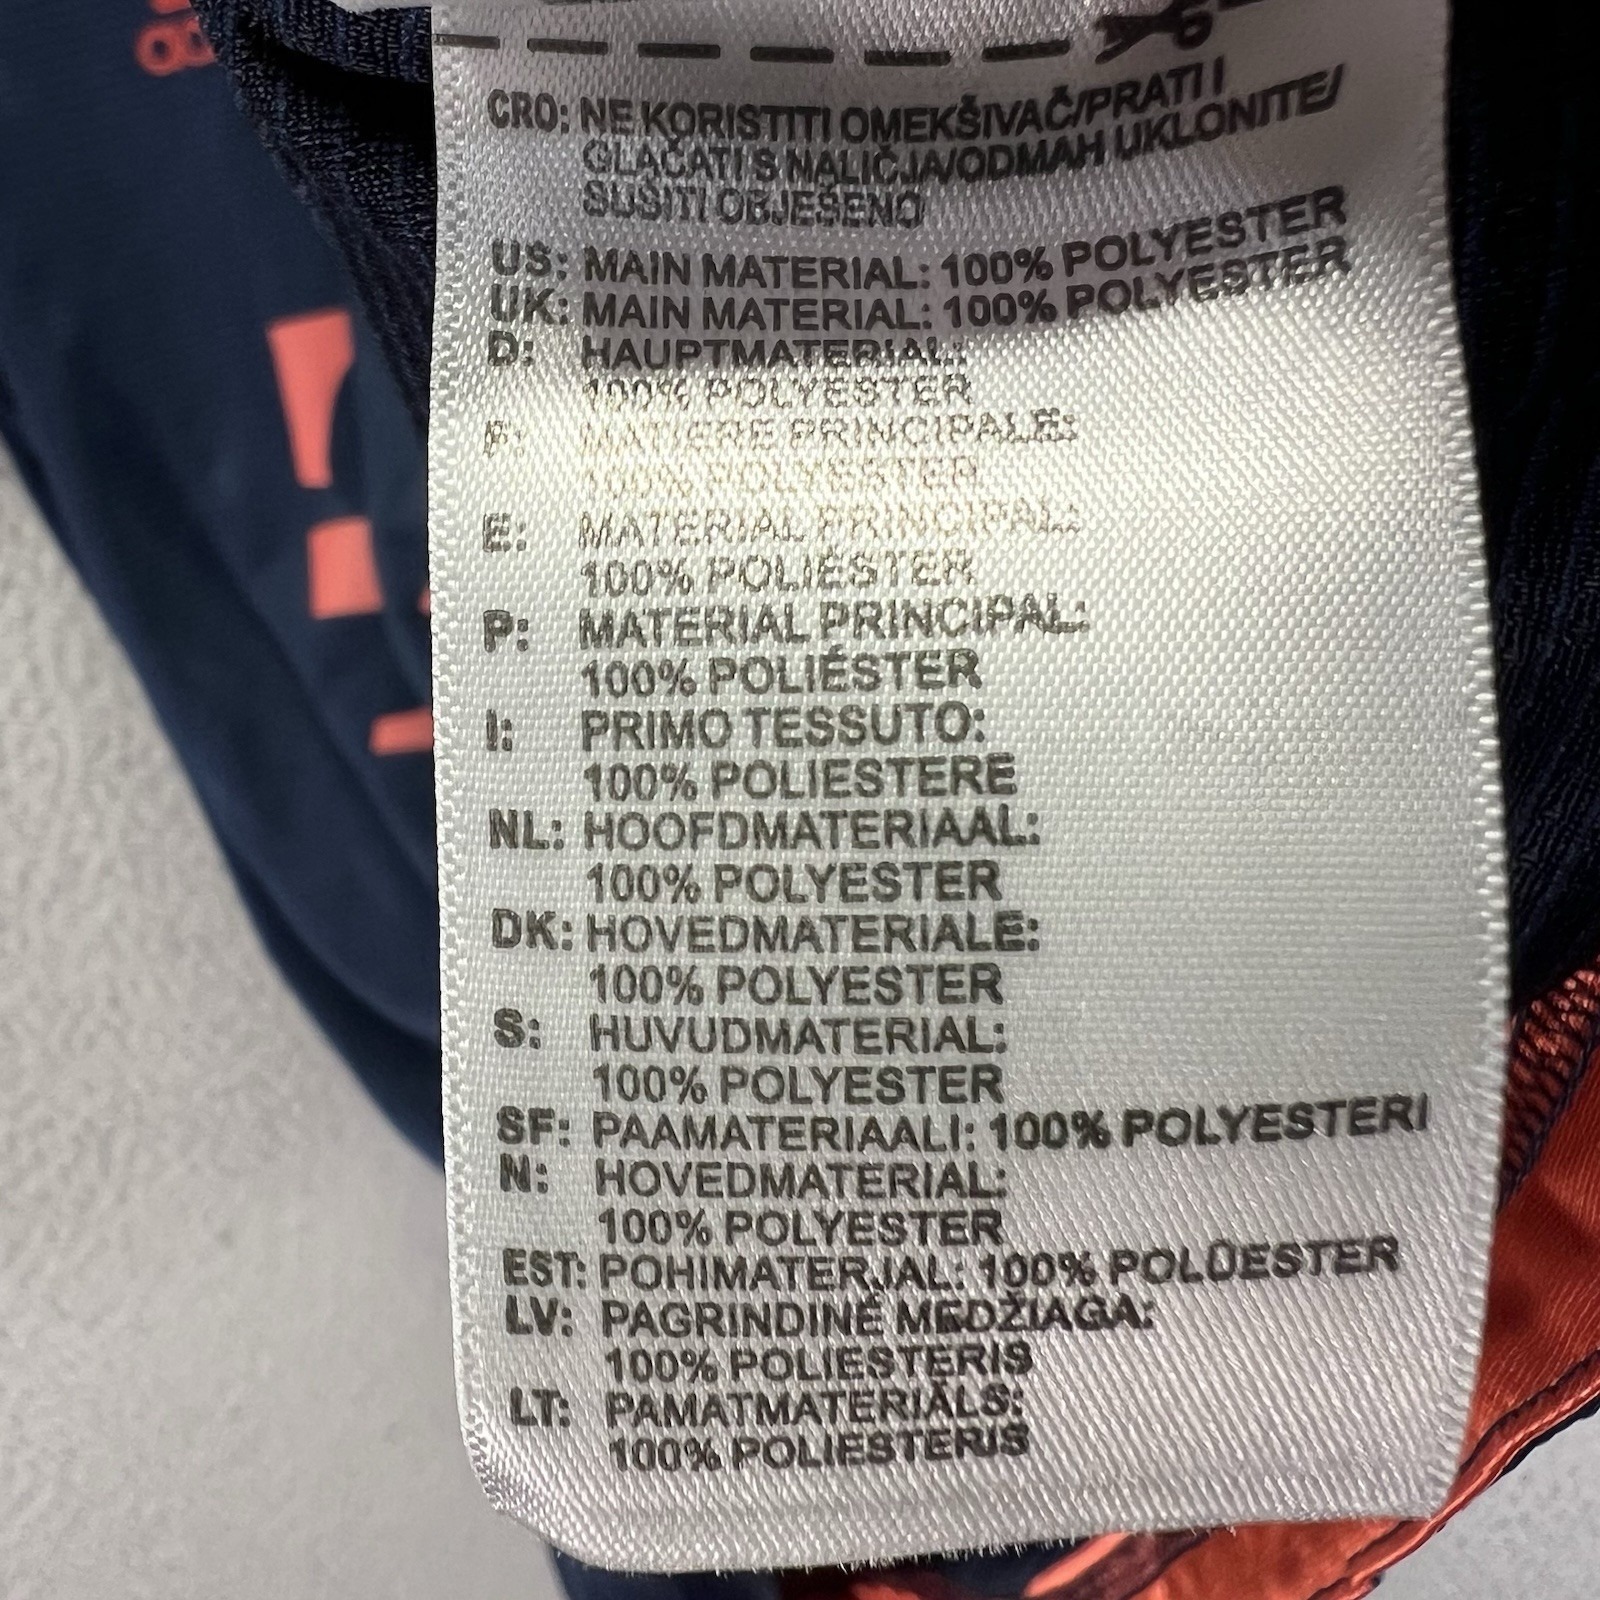 CRO: NE KORISTITI OMEKŠIVAČ/PRATI I
GLAČATI S NALIČJA/ODMAH UKLONITE/
SUŠITI OBJEŠENO
US: MAIN MATERIAL: 100% POLYESTER
UK: MAIN MATERIAL: 100% POLYESTER
D: HAUPTMATERIAL:
100% POLYESTER
F: MATIERE PRINCIPALE:
100% POLYESTER
E: MATERIAL PRINCIPAL:
100% POLIÉSTER
P: MATERIAL PRINCIPAL:
100% POLIÉSTER
I: PRIMO TESSUTO:
100% POLIESTERE
NL: HOOFDMATERIAAL:
100% POLYESTER
DK: HOVEDMATERIALE:
100% POLYESTER
S: HUVUDMATERIAL:
100% POLYESTER
SF: PAAMATERIAALI: 100% POLYESTERI
N: HOVEDMATERIAL:
100% POLYESTER
EST: POHIMATERJAL: 100% POLÜESTER
LV: PAGRINDINĖ MEDŽIAGA:
100% POLIESTERIS
LT: PAMATMATERIĀLS:
100% POLIESTERIS